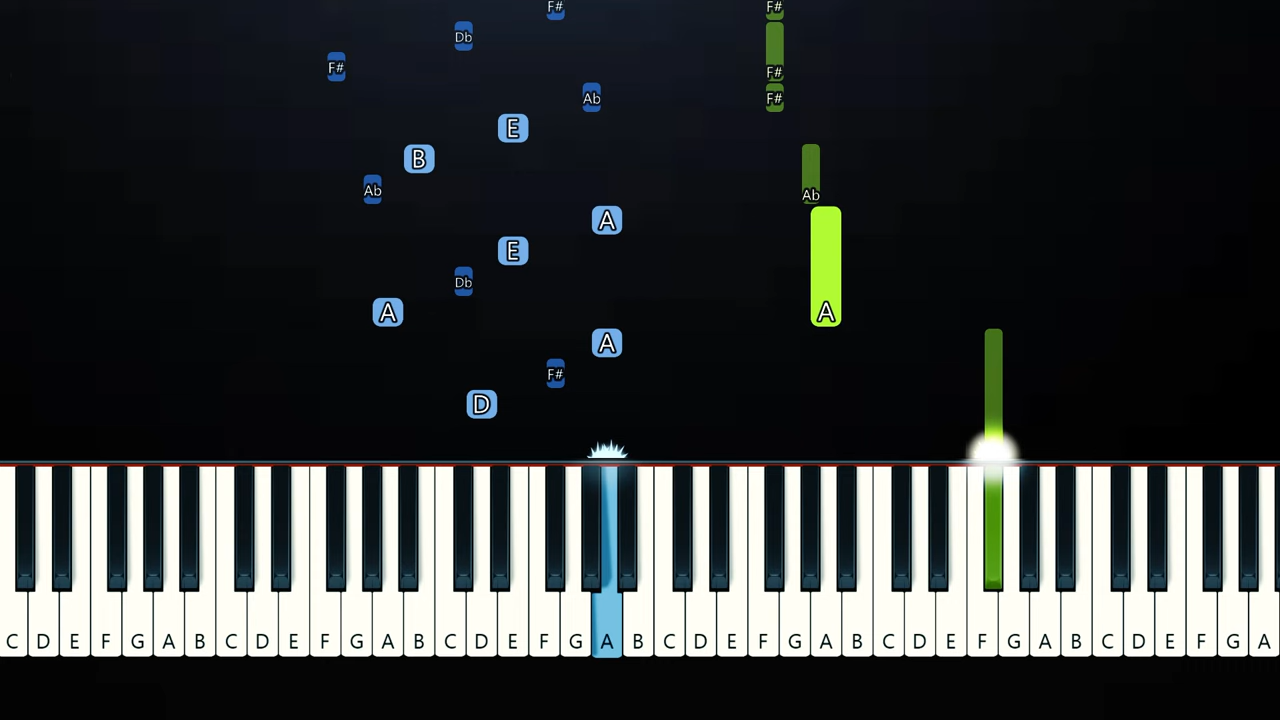 F# F#
Db
F# F#
Ab F#
E
B
Ab Ab
A
E
Db
A A
A
F#
D
C D E F G A B C D E F G A B C D E F G A B C D E F G A B C D E F G A B C D E F G A